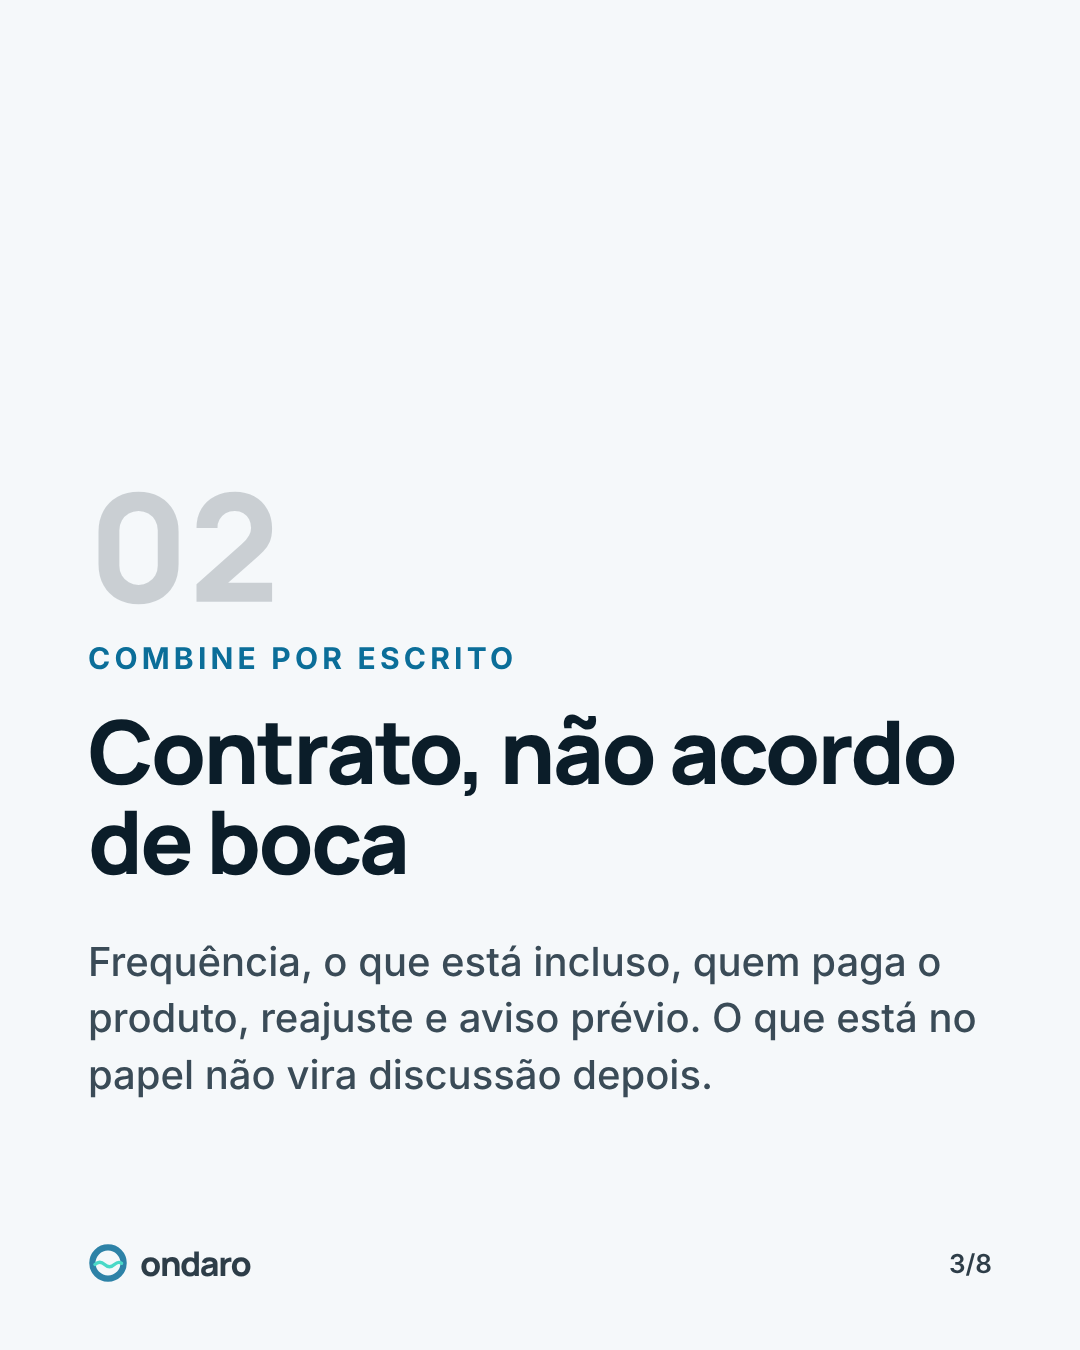 02
COMBINE POR ESCRITO
Contrato, não acordo
de boca
Frequência, o que está incluso, quem paga o
produto, reajuste e aviso prévio. O que está no
papel não vira discussão depois.
ondaro
3/8